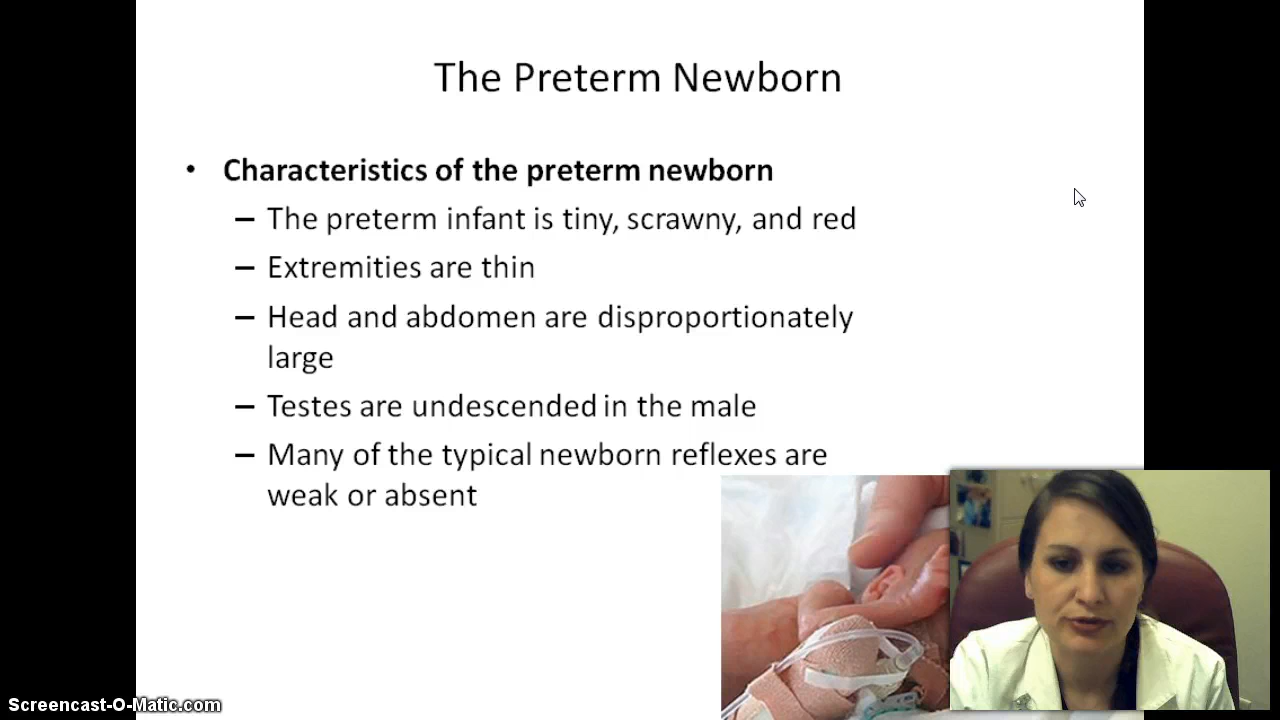 The Preterm Newborn
• Characteristics of the preterm newborn
– The preterm infant is tiny, scrawny, and red
– Extremities are thin
– Head and abdomen are disproportionately
large
– Testes are undescended in the male
– Many of the typical newborn reflexes are
weak or absent
Screencast-O-Matic.com